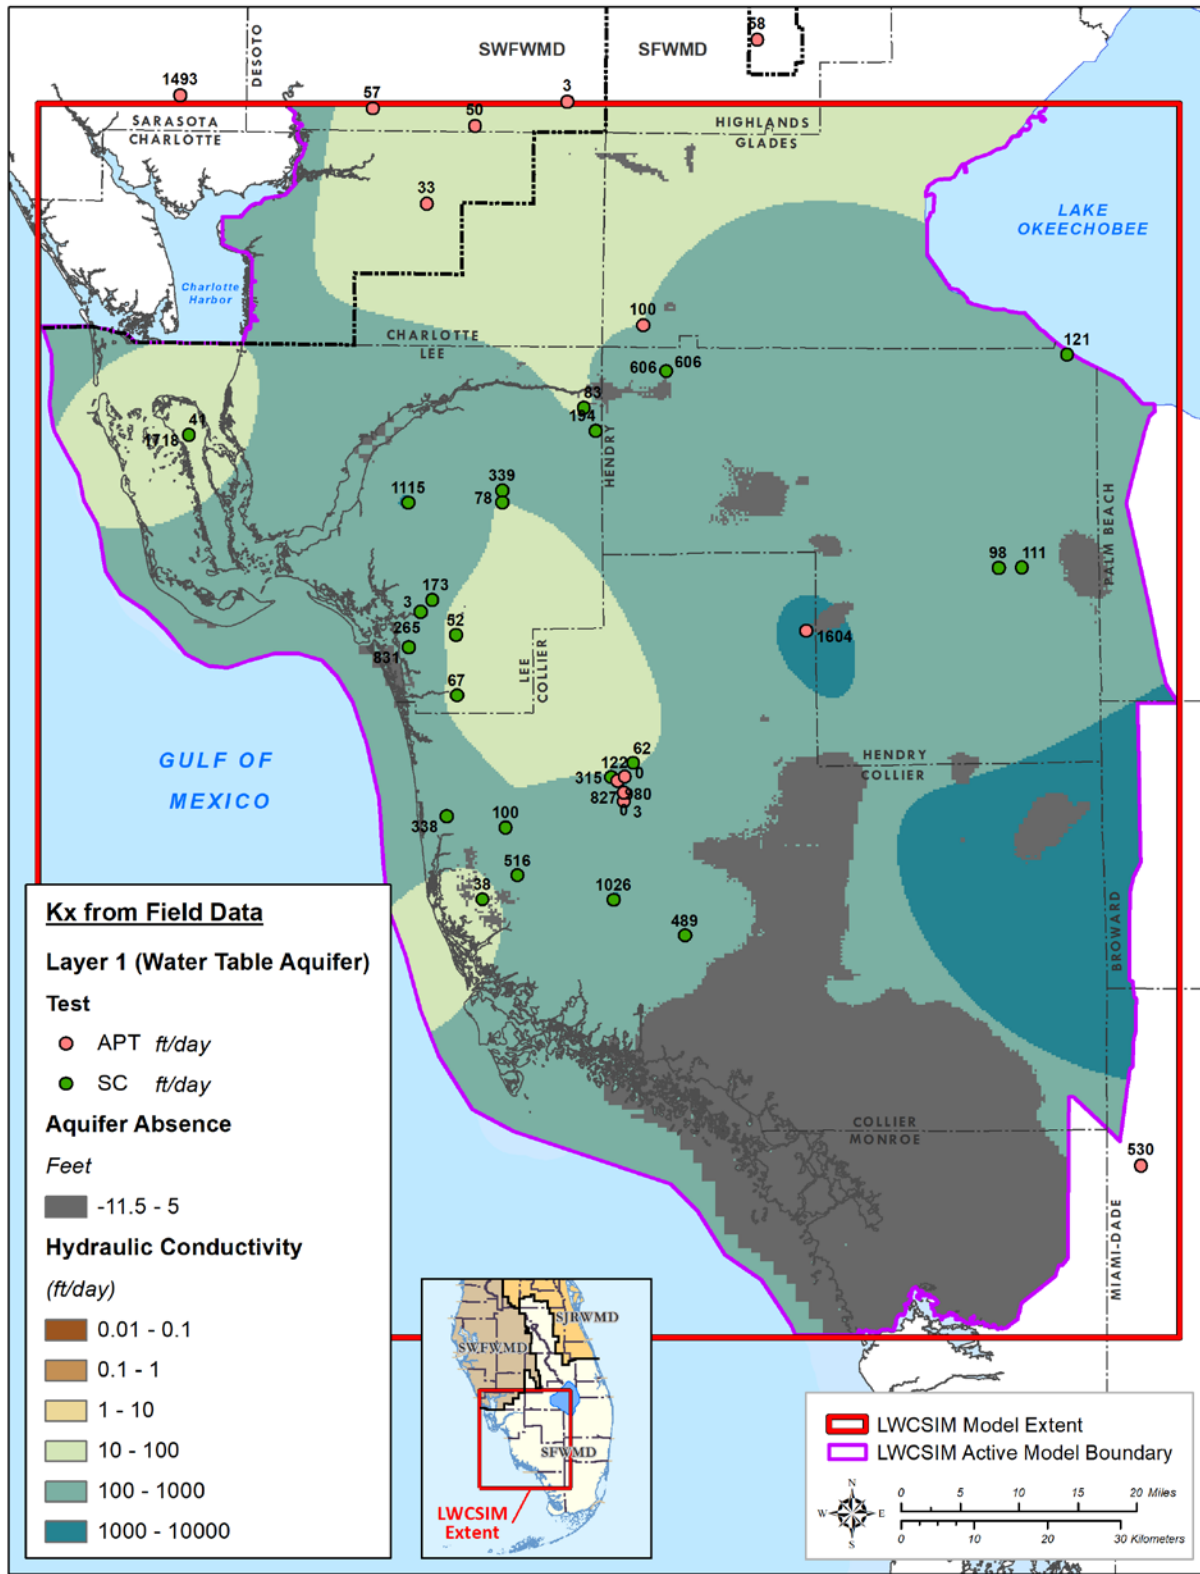 58
SWFWMD
SFWMD
DESOTO
1493
57
3
50
SARASOTA
CHARLOTTE
HIGHLANDS
GLADES
33
LAKE
OKEECHOBEE
Charlotte
Harbor
100
CHARLOTTE
LEE
121
606
606
83
194
HENDRY
41
1718
339
1115
78
PALM BEACH
98
111
173
3
52
265
831
1604
LEE
COLLIER
67
GULF OF
MEXICO
62
122
0
315
HENDRY
COLLIER
827
980
0
3
338
100
516
38
1026
489
BROWARD
COLLIER
MONROE
530
MIAMI-DADE
Kx from Field Data
Layer 1 (Water Table Aquifer)
Test
APT ft/day
SC ft/day
Aquifer Absence
Feet
-11.5 - 5
Hydraulic Conductivity
(ft/day)
0.01 - 0.1
0.1 - 1
1 - 10
10 - 100
100 - 1000
1000 - 10000
SJRWMD
SWFWMD
SFWMD
LWCSIM
Extent
LWCSIM Model Extent
LWCSIM Active Model Boundary
N
W
E
S
0 5 10 15 20 Miles
0 10 20 30 Kilometers